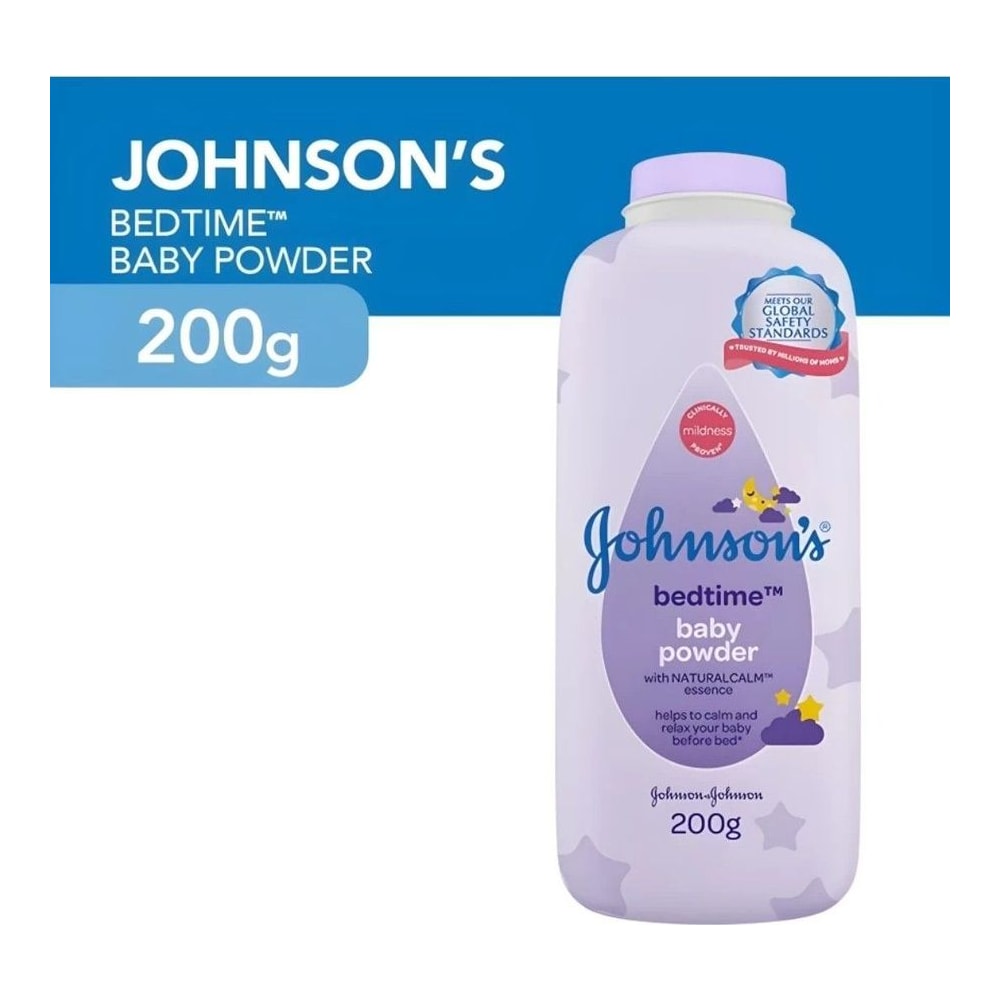 JOHNSON'S
BEDTIME™
BABY POWDER
200g
MEETS OUR
GLOBAL
SAFETY
STANDARDS
TRUSTED BY MILLIONS OF MOMS
CLINICALLY
mildness
PROVEN*
Johnson's®
bedtime™
baby
powder
with NATURALCALM™
essence
helps to calm and
relax your baby
before bed*
Johnson & Johnson
200g